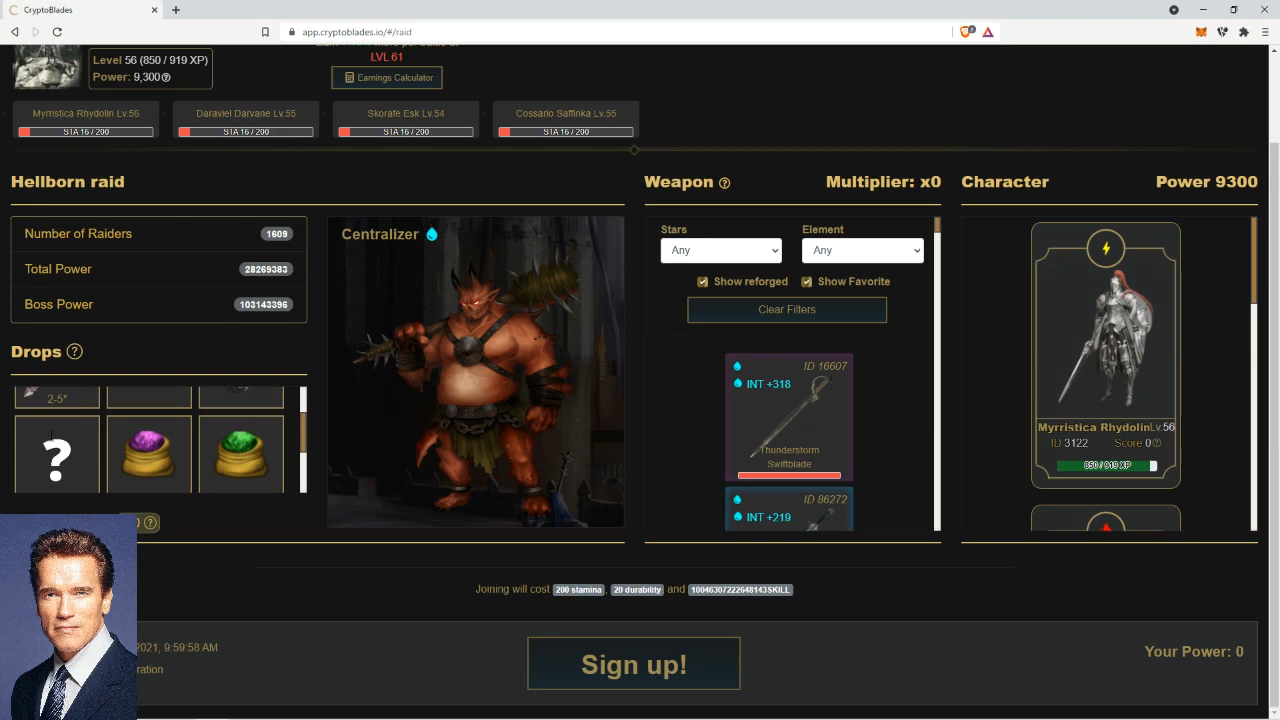 CryptoBlades
app.cryptoblades.io/#/raid
Level 56 (850 / 919 XP)
Power: 9,300
LVL 61
Earnings Calculator
Myrristica Rhydolin Lv.56
STA 16 / 200
Daraviel Darvane Lv.55
STA 16 / 200
Skorafe Esk Lv.54
STA 16 / 200
Cossario Saffinka Lv.35
STA 16 / 200
Hellborn raid
Number of Raiders 1609
Total Power 28269383
Boss Power 103143396
Drops ?
2-5*
?
Centralizer
Weapon ?
Multiplier: x0
Stars
Any
Element
Any
Show reforged
Show Favorite
Clear Filters
ID 16607
INT +318
Thunderstorm
Swiftblade
ID 86272
INT +219
Character
Power 9300
Myrristica Rhydolin Lv.56
ID 3122 Score 0
850 / 919 XP
Joining will cost 200 stamina, 20 durability and 10046307222648143SKILL
2021, 9:59:58 AM
ration
Sign up!
Your Power: 0